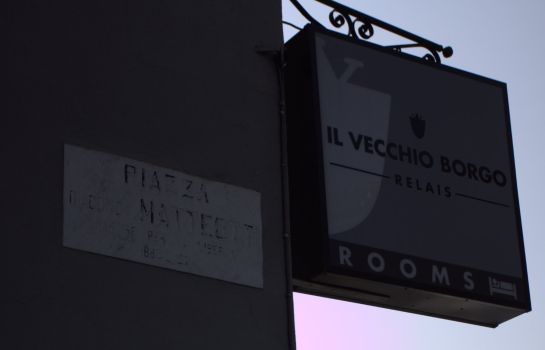 PIAZZA
MATTEOTTI
IL VECCHIO BORGO
RELAIS
ROOMS